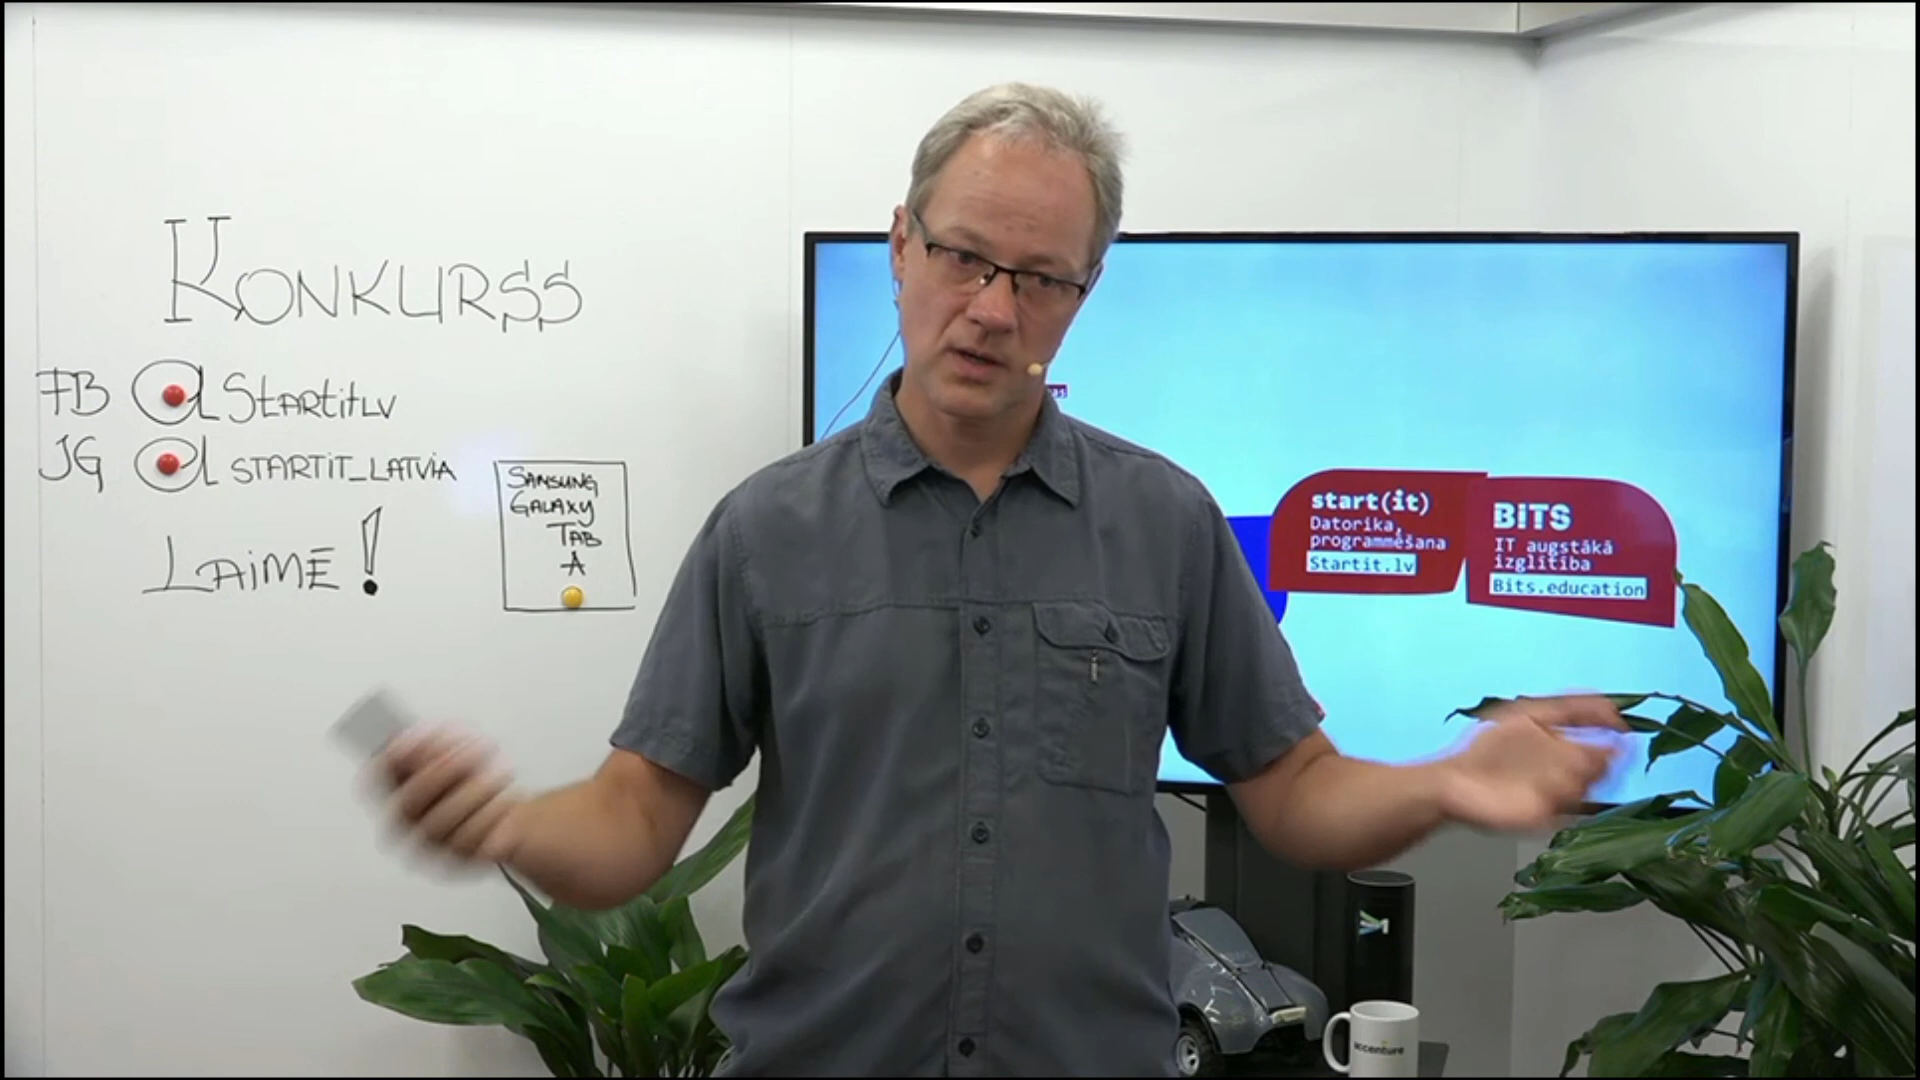 KONKURSS
FB @ StartitLV
IG @ STARTIT_LATVIA
LAIME!
SAMSUNG
GALAXY
TAB
A
start(it)
Datorika,
programmēšana
Startit.lv
BiTS
IT augstākā
izglītība
Bits.education
accenture